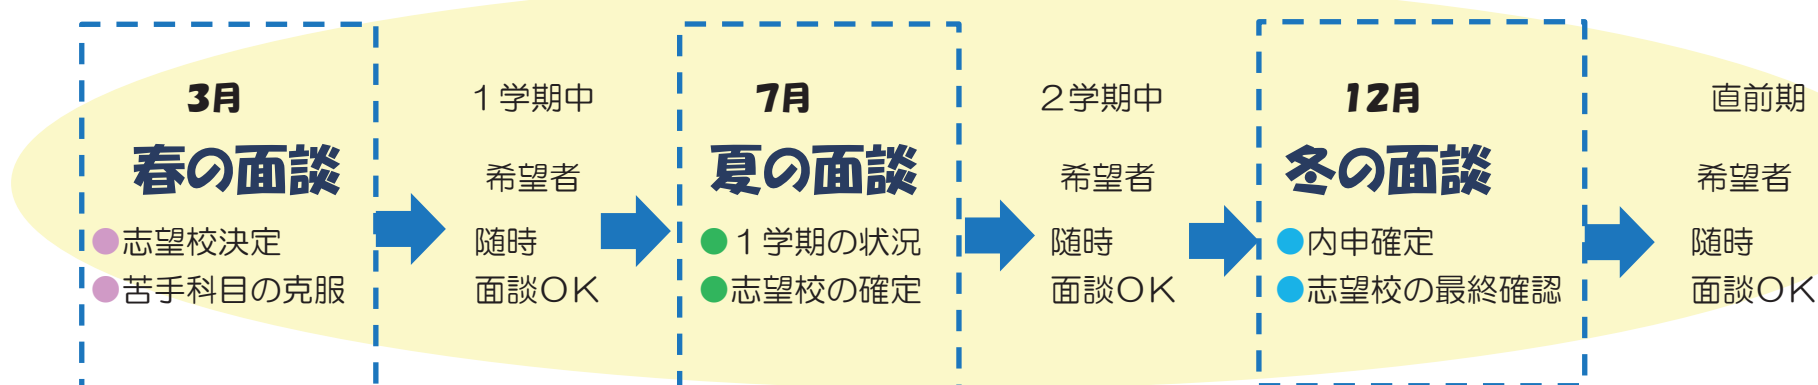 3月
春の面談
●志望校決定
●苦手科目の克服
１学期中
希望者
随時
面談ＯＫ
7月
夏の面談
●１学期の状況
●志望校の確定
２学期中
希望者
随時
面談ＯＫ
12月
冬の面談
●内申確定
●志望校の最終確認
直前期
希望者
随時
面談ＯＫ